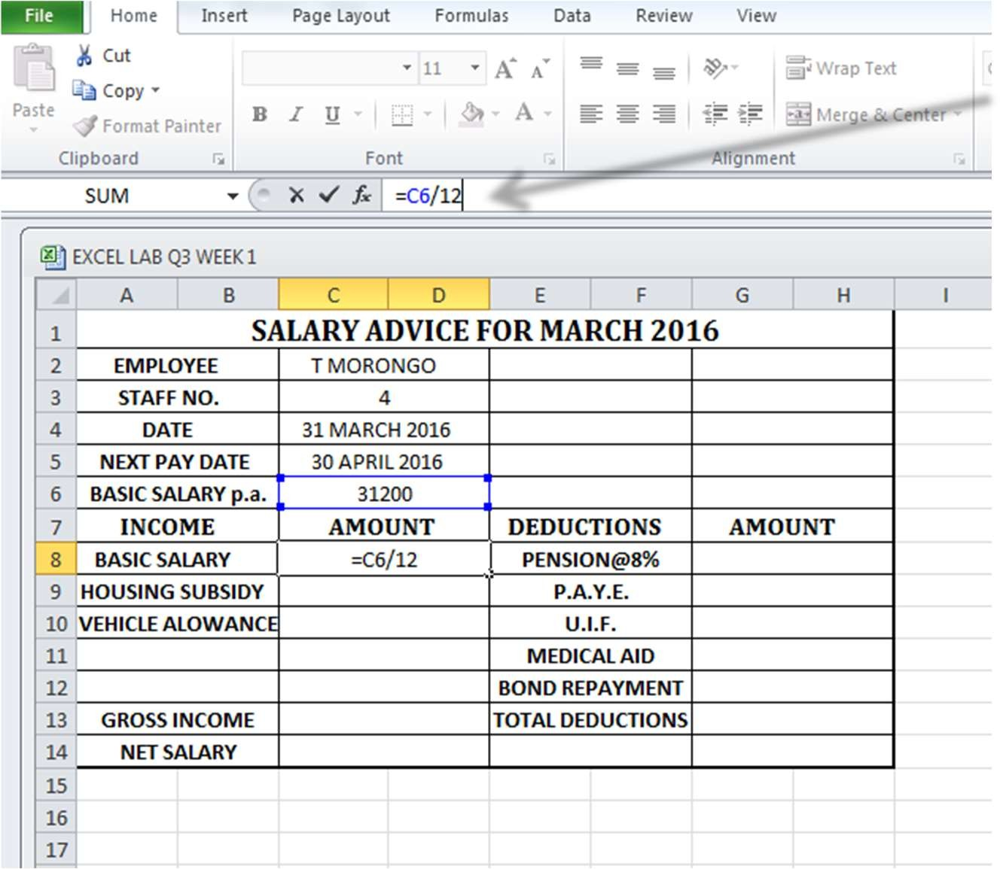 File Home Insert Page Layout Formulas Data Review View
Cut
Copy
Paste
Format Painter
11 A A
B I U A
Wrap Text
Merge & Center
Clipboard Font Alignment
SUM fx =C6/12
EXCEL LAB Q3 WEEK 1
A B C D E F G H I
1 SALARY ADVICE FOR MARCH 2016
2 EMPLOYEE T MORONGO
3 STAFF NO. 4
4 DATE 31 MARCH 2016
5 NEXT PAY DATE 30 APRIL 2016
6 BASIC SALARY p.a. 31200
7 INCOME AMOUNT DEDUCTIONS AMOUNT
8 BASIC SALARY =C6/12 PENSION@8%
9 HOUSING SUBSIDY P.A.Y.E.
10 VEHICLE ALOWANCE U.I.F.
11 MEDICAL AID
12 BOND REPAYMENT
13 GROSS INCOME TOTAL DEDUCTIONS
14 NET SALARY
15
16
17